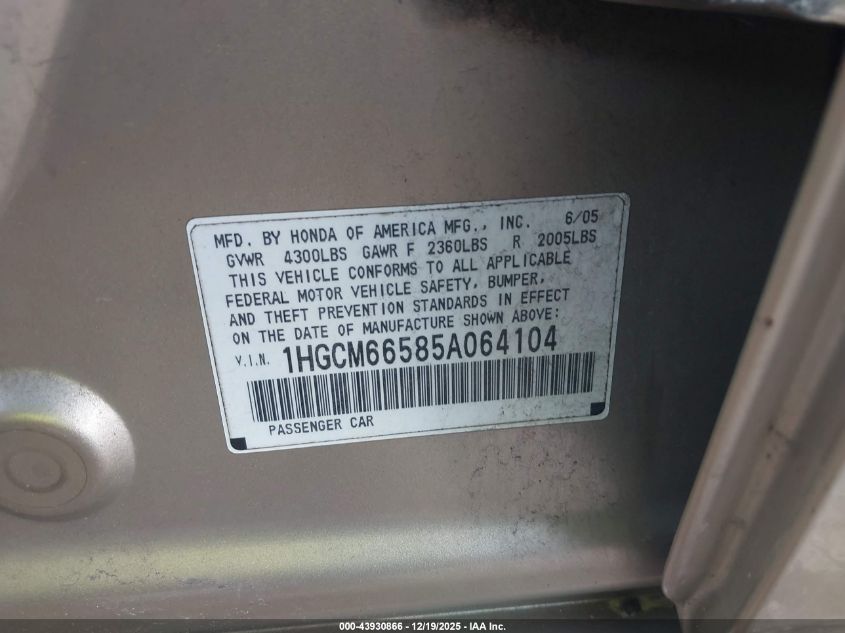 MFD. BY HONDA OF AMERICA MFG., INC. 6/05
GVWR 4300LBS GAWR F 2360LBS R 2005LBS
THIS VEHICLE CONFORMS TO ALL APPLICABLE
FEDERAL MOTOR VEHICLE SAFETY, BUMPER,
AND THEFT PREVENTION STANDARDS IN EFFECT
ON THE DATE OF MANUFACTURE SHOWN ABOVE:
V.I.N. 1HGCM66585A064104
PASSENGER CAR
000-43930866 - 12/19/2025 - IAA Inc.